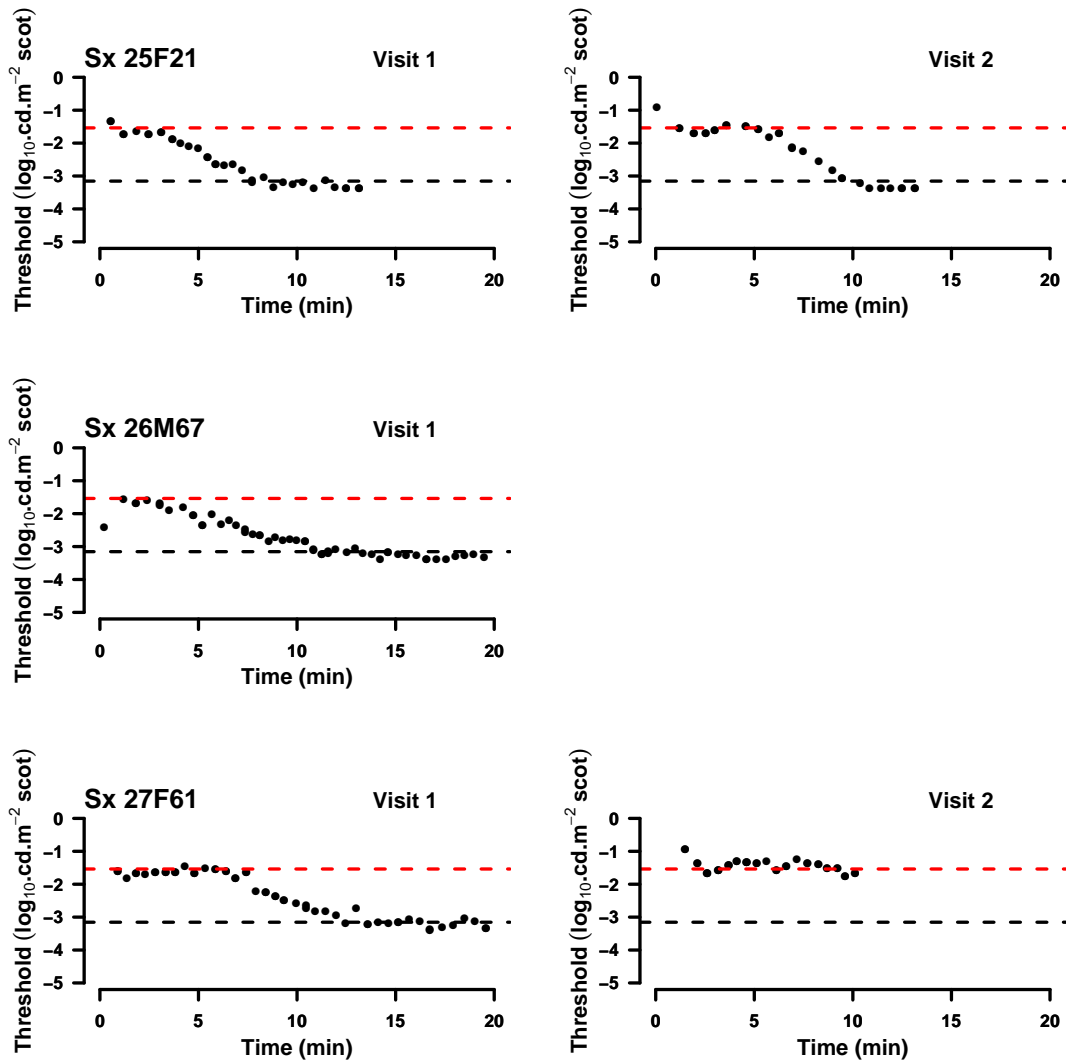 Sx 25F21
Visit 1
Threshold (log₁₀.cd.m⁻² scot)
0
−1
−2
−3
−4
−5
0 5 10 15 20
Time (min)
Visit 2
Threshold (log₁₀.cd.m⁻² scot)
0
−1
−2
−3
−4
−5
0 5 10 15 20
Time (min)
Sx 26M67
Visit 1
Threshold (log₁₀.cd.m⁻² scot)
0
−1
−2
−3
−4
−5
0 5 10 15 20
Time (min)
Sx 27F61
Visit 1
Threshold (log₁₀.cd.m⁻² scot)
0
−1
−2
−3
−4
−5
0 5 10 15 20
Time (min)
Visit 2
Threshold (log₁₀.cd.m⁻² scot)
0
−1
−2
−3
−4
−5
0 5 10 15 20
Time (min)